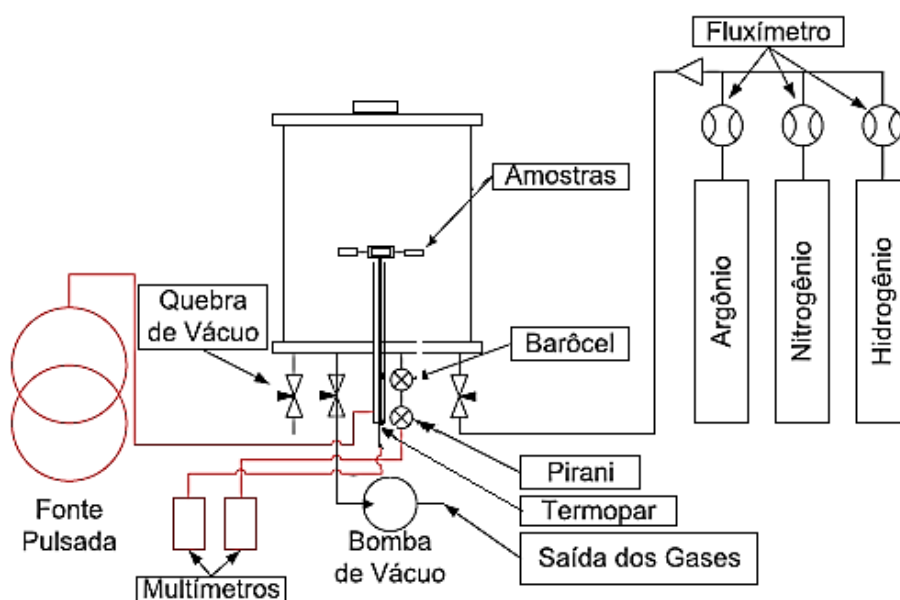 Fluxímetro
Amostras
Argônio
Nitrogênio
Hidrogênio
Quebra
de Vácuo
Barôcel
Pirani
Termopar
Saída dos Gases
Fonte
Pulsada
Bomba
de Vácuo
Multímetros